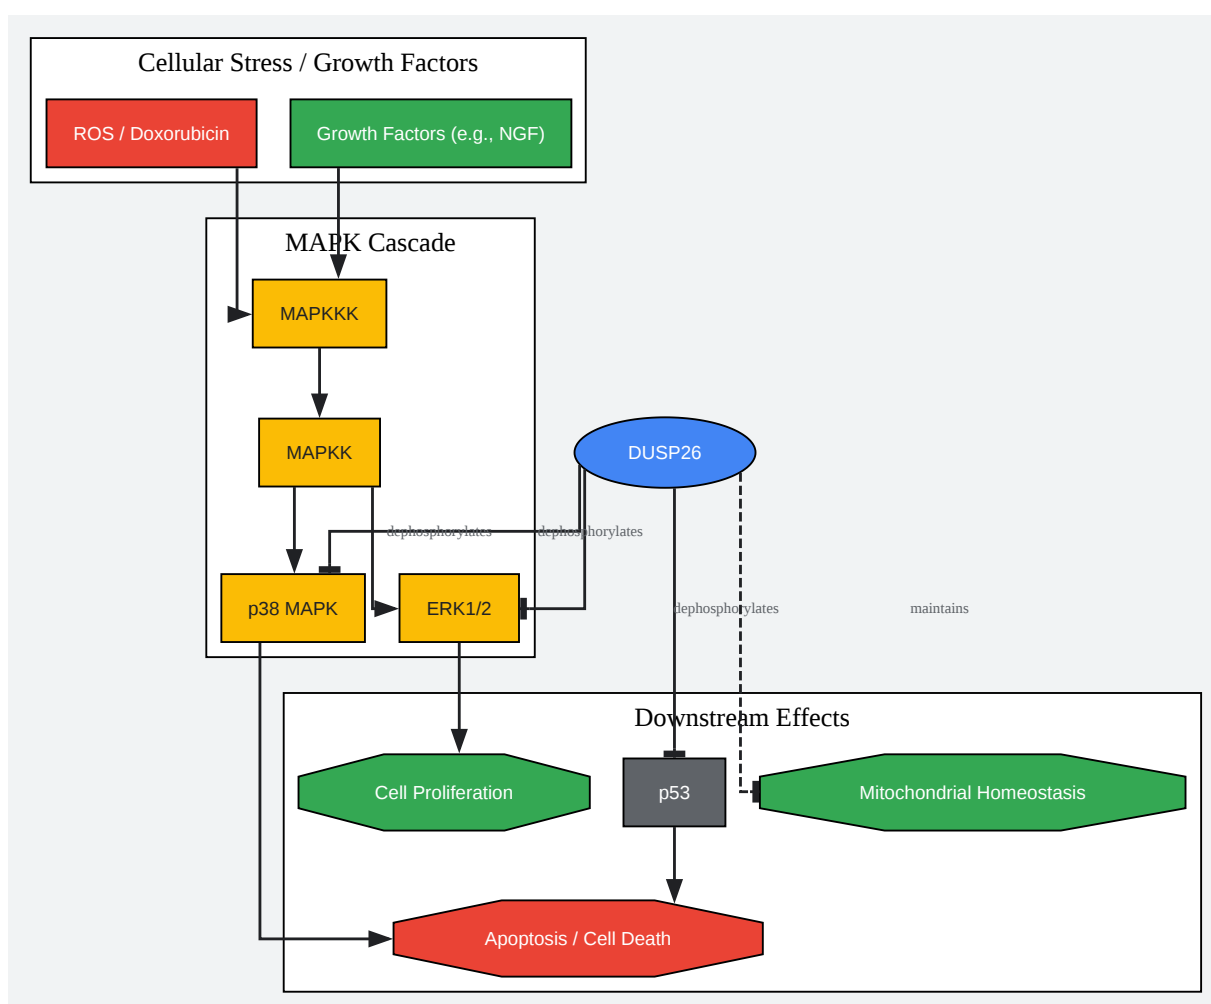 Cellular Stress / Growth Factors
ROS / Doxorubicin
Growth Factors (e.g., NGF)
MAPK Cascade
MAPKKK
MAPKK
DUSP26
dephosphorylates
dephosphorylates
p38 MAPK
ERK1/2
dephosphorylates
maintains
Downstream Effects
Cell Proliferation
p53
Mitochondrial Homeostasis
Apoptosis / Cell Death